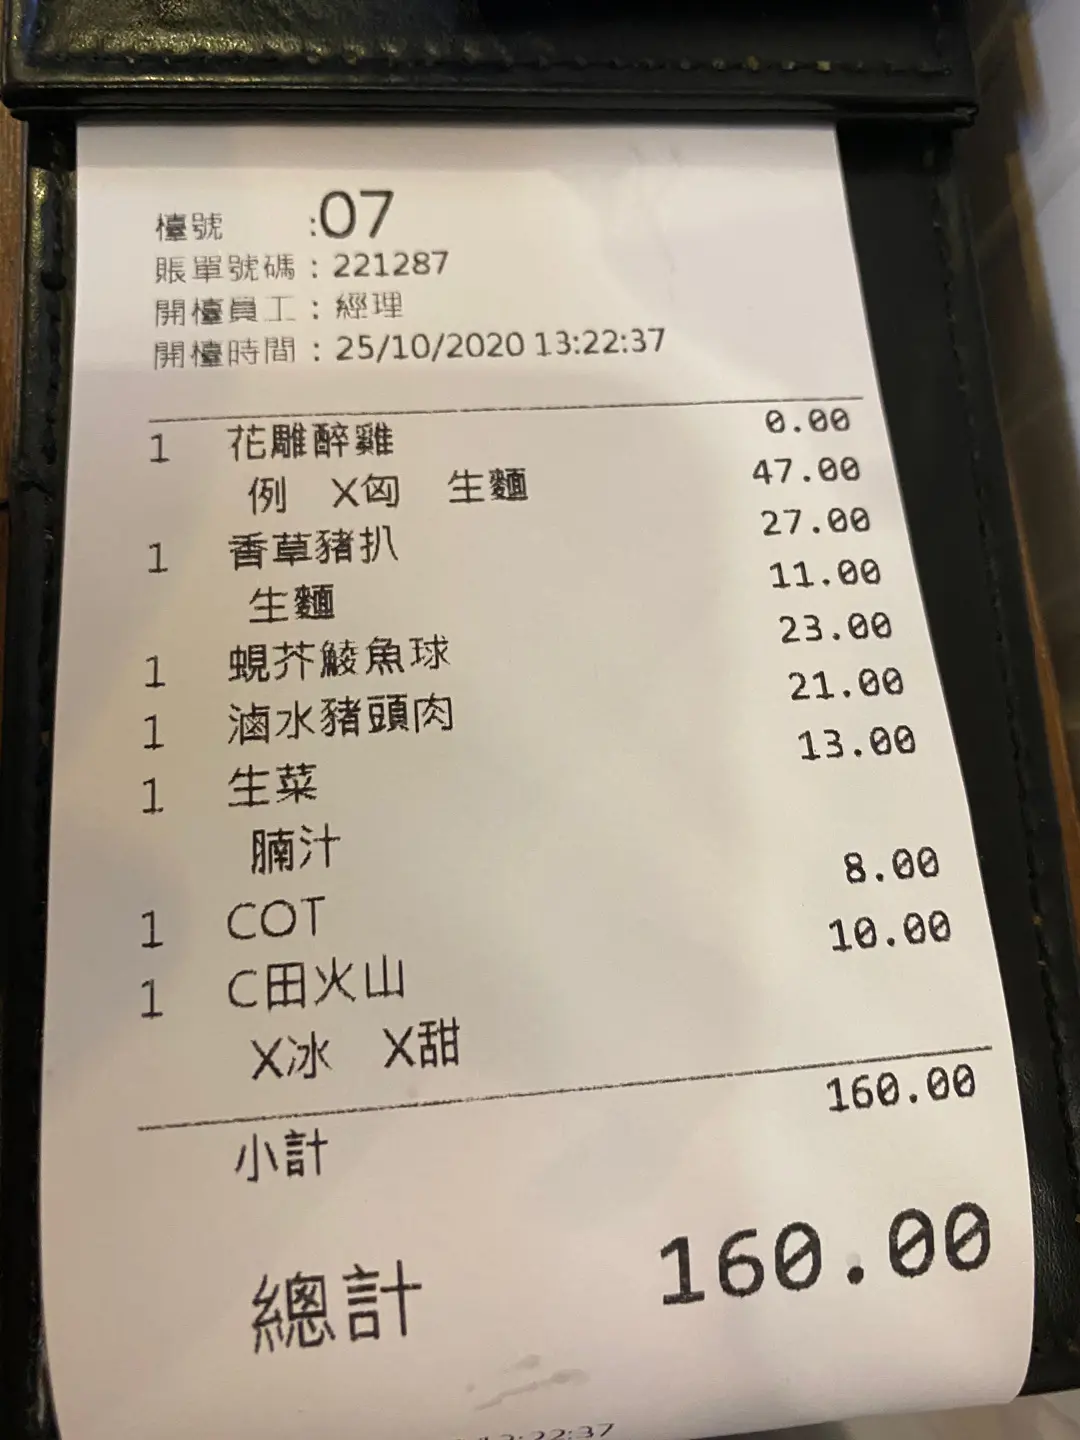 檯號 :07
賬單號碼：221287
開檯員工：經理
開檯時間：25/10/2020 13:22:37
1 花雕醉雞 0.00
例 X匈 生麵 47.00
1 香草豬扒 27.00
生麵 11.00
1 蜆芥鯪魚球 23.00
1 滷水豬頭肉 21.00
1 生菜 13.00
腩汁
1 COT 8.00
1 C田火山 10.00
X冰 X甜
小計 160.00
總計 160.00
13:22:37